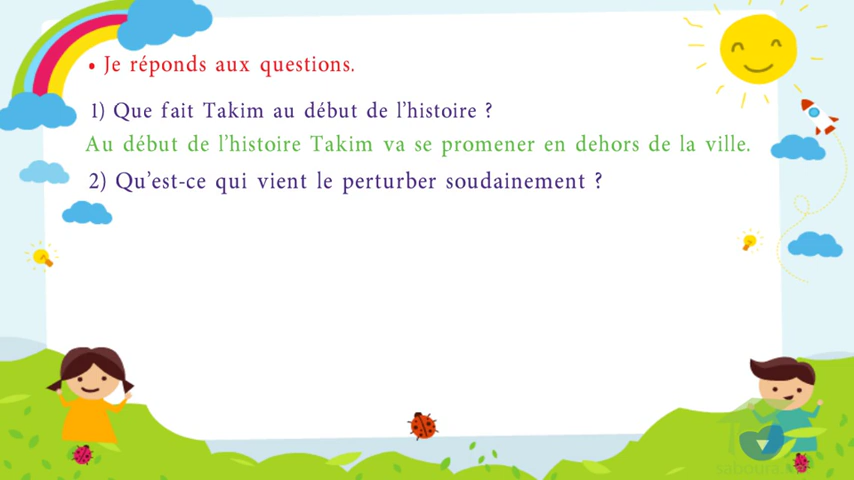 • Je réponds aux questions.
1) Que fait Takim au début de l'histoire ?
Au début de l'histoire Takim va se promener en dehors de la ville.
2) Qu'est-ce qui vient le perturber soudainement ?